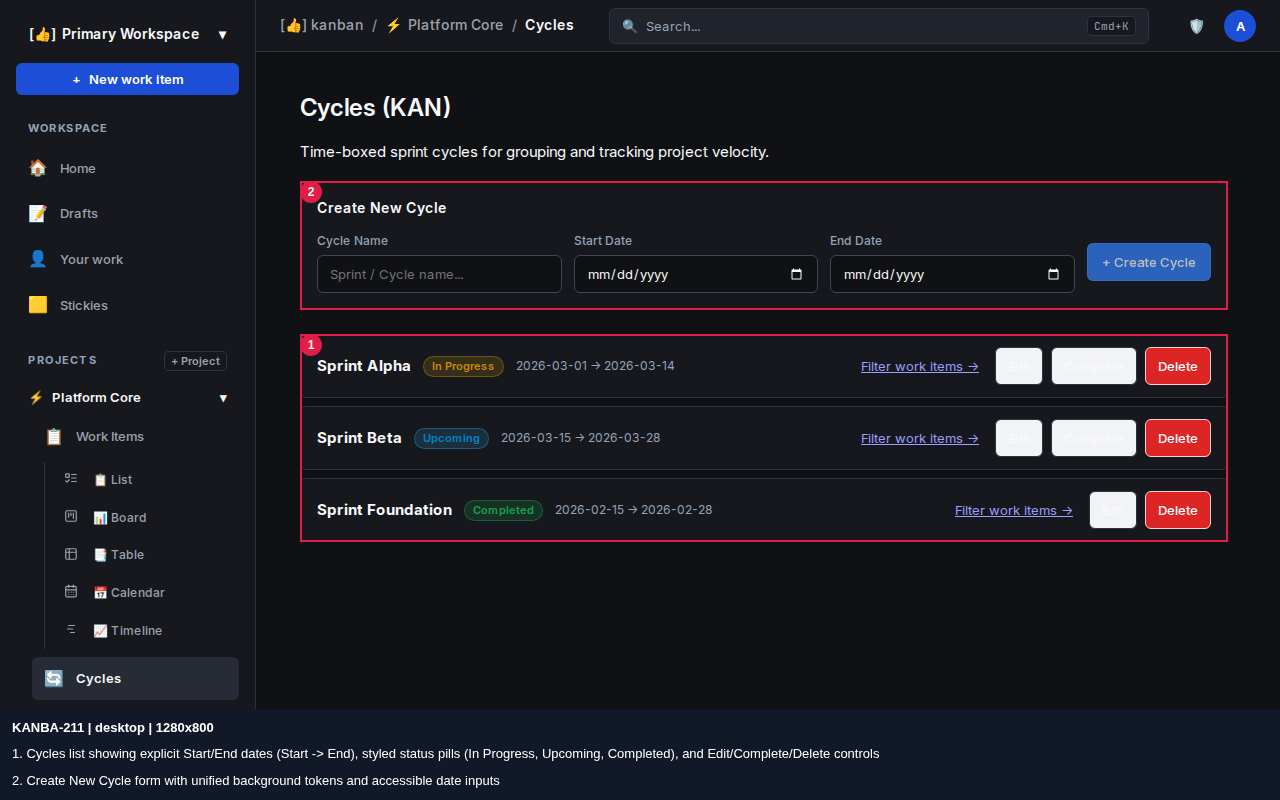 [👍] Primary Workspace ▼
+ New work item
WORKSPACE
🏠 Home
📝 Drafts
👤 Your work
🟨 Stickies
PROJECTS
+ Project
⚡ Platform Core ▼
📋 Work Items
📋 List
📊 Board
📑 Table
📅 Calendar
📈 Timeline
🔄 Cycles
[👍] kanban / ⚡ Platform Core / Cycles
🔍 Search...
Cmd+K
A
Cycles (KAN)
Time-boxed sprint cycles for grouping and tracking project velocity.
2
Create New Cycle
Cycle Name
Start Date
End Date
Sprint / Cycle name...
mm/dd/yyyy
mm/dd/yyyy
+ Create Cycle
1
Sprint Alpha In Progress 2026-03-01 → 2026-03-14 Filter work items → Edit Complete Delete
Sprint Beta Upcoming 2026-03-15 → 2026-03-28 Filter work items → Edit Complete Delete
Sprint Foundation Completed 2026-02-15 → 2026-02-28 Filter work items → Edit Delete
KANBA-211 | desktop | 1280x800
1. Cycles list showing explicit Start/End dates (Start -> End), styled status pills (In Progress, Upcoming, Completed), and Edit/Complete/Delete controls
2. Create New Cycle form with unified background tokens and accessible date inputs